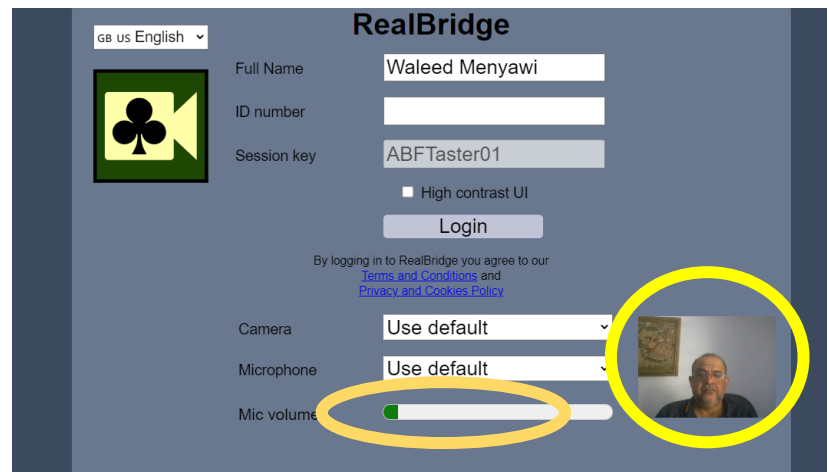 RealBridge
GB US English
Full Name Waleed Menyawi
ID number
Session key ABFTaster01
High contrast UI
Login
By logging in to RealBridge you agree to our
Terms and Conditions and
Privacy and Cookies Policy
Camera Use default
Microphone Use default
Mic volume